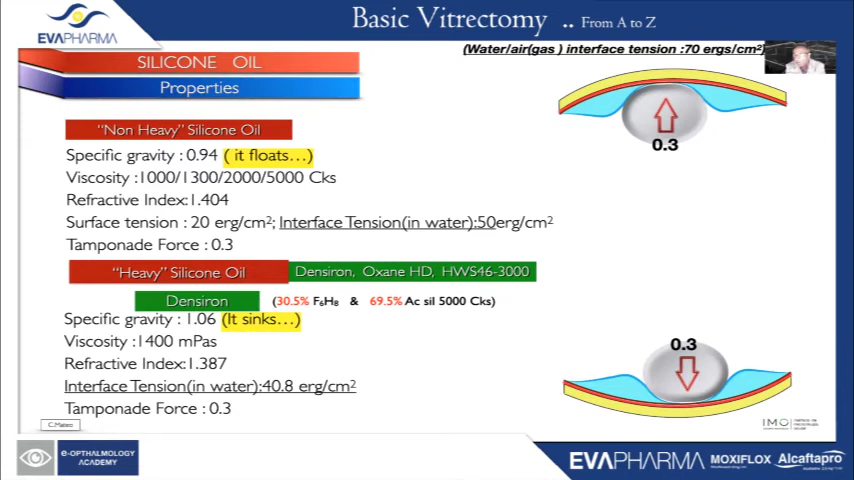 Basic Vitrectomy .. From A to Z
EVAPHARMA
(Water/air(gas ) interface tension :70 ergs/cm²)
SILICONE OIL
Properties
"Non Heavy" Silicone Oil
Specific gravity : 0.94 ( it floats…)
Viscosity :1000/1300/2000/5000 Cks
Refractive Index:1.404
Surface tension : 20 erg/cm²; Interface Tension(in water):50erg/cm²
Tamponade Force : 0.3
0.3
"Heavy" Silicone Oil
Densiron, Oxane HD, HWS46-3000
Densiron
(30.5% F₆H₈ & 69.5% Ac sil 5000 Cks)
Specific gravity : 1.06 (It sinks…)
Viscosity :1400 mPas
Refractive Index:1.387
Interface Tension(in water):40.8 erg/cm²
Tamponade Force : 0.3
0.3
C.Mateo
IMO
e-OPTHALMOLOGY
ACADEMY
EVAPHARMA MOXIFLOX Alcaftapro